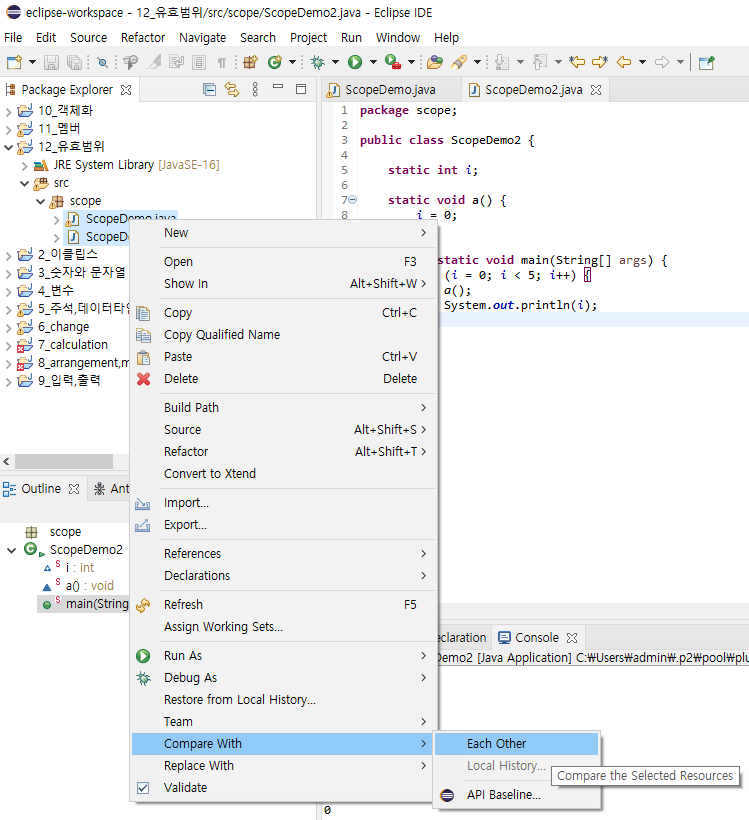 eclipse-workspace - 12_유효범위/src/scope/ScopeDemo2.java - Eclipse IDE
File Edit Source Refactor Navigate Search Project Run Window Help
Package Explorer
10_객체화
11_멤버
12_유효범위
JRE System Library [JavaSE-16]
src
scope
ScopeDemo.java
ScopeDe
2_이클립스
3_숫자와 문자열
4_변수
5_주석,데이터타인
6_change
7_calculation
8_arrangement,m
9_입력,출력
Outline Ant
scope
ScopeDemo2
i : int
a() : void
main(String
ScopeDemo.java ScopeDemo2.java
1 package scope;
2
3 public class ScopeDemo2 {
4
5 static int i;
6
7 static void a() {
8 i = 0;
static void main(String[] args) {
(i = 0; i < 5; i++) {
a();
System.out.println(i);
New
Open F3
Show In Alt+Shift+W
Copy Ctrl+C
Copy Qualified Name
Paste Ctrl+V
Delete Delete
Build Path
Source Alt+Shift+S
Refactor Alt+Shift+T
Convert to Xtend
Import...
Export...
References
Declarations
Refresh F5
Assign Working Sets...
Run As
Debug As
Restore from Local History...
Team
Compare With
Replace With
Validate
Each Other
Local History...
API Baseline...
Compare the Selected Resources
eclaration Console
Demo2 [Java Application] C:₩Users₩admin₩.p2₩pool₩plu
0